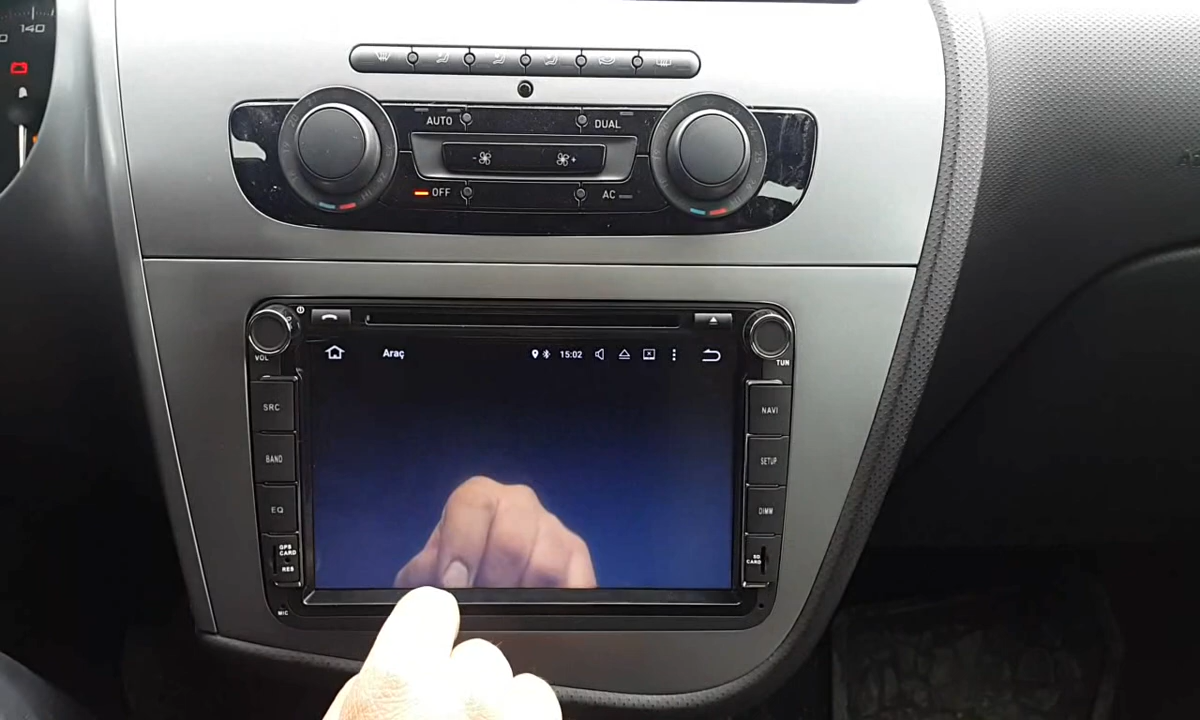 140
AUTO
DUAL
- +
OFF
AC
VOL
TUN
Araç
15:02
SRC
NAVI
BAND
SETUP
EQ
DIMM
GPS
CARD
RES
SD
CARD
MIC